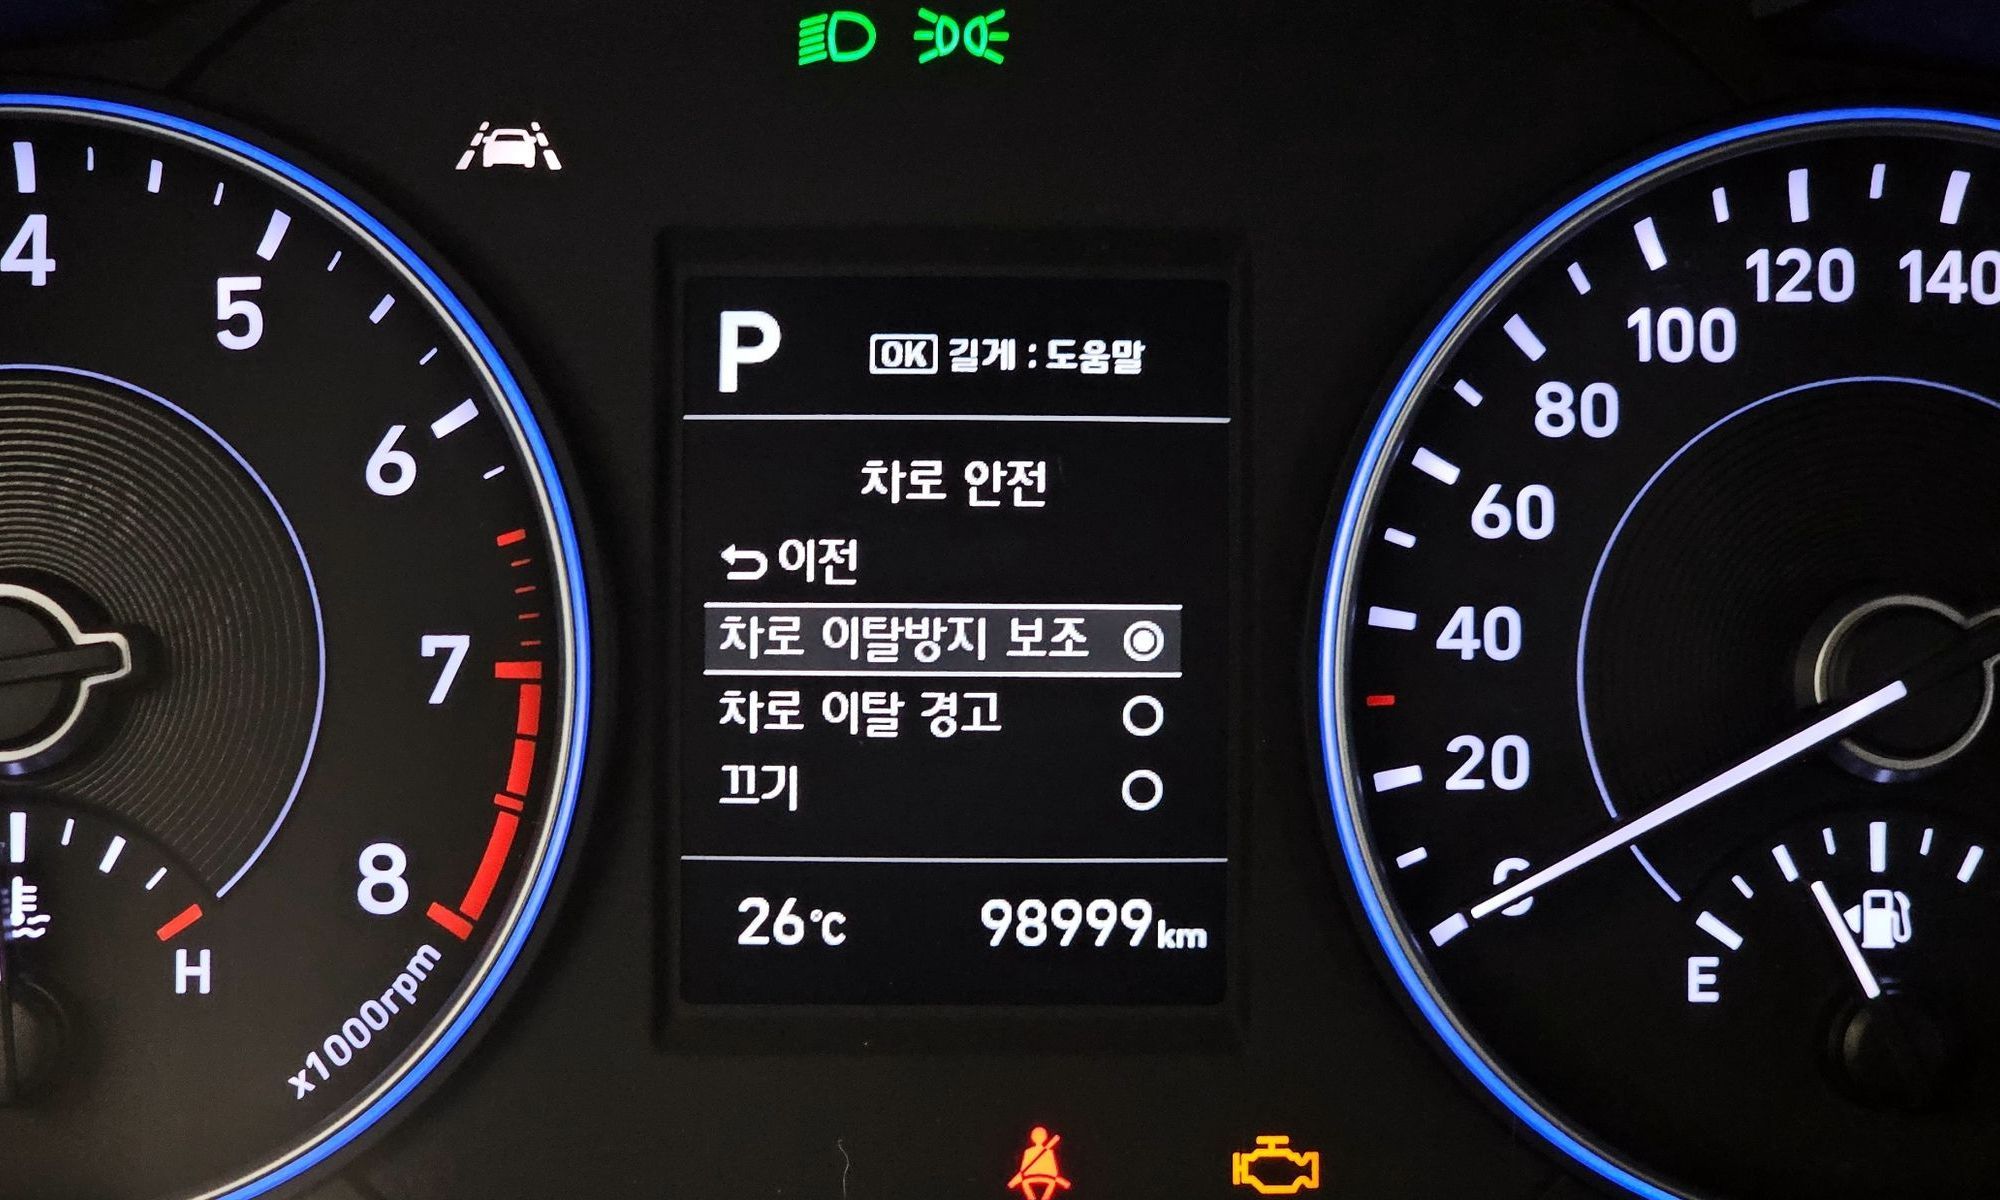 P
OK 길게 : 도움말
차로 안전
이전
차로 이탈방지 보조
차로 이탈 경고
끄기
26℃ 98999km
4
5
6
7
8
x1000rpm
H
140
120
100
80
60
40
20
E